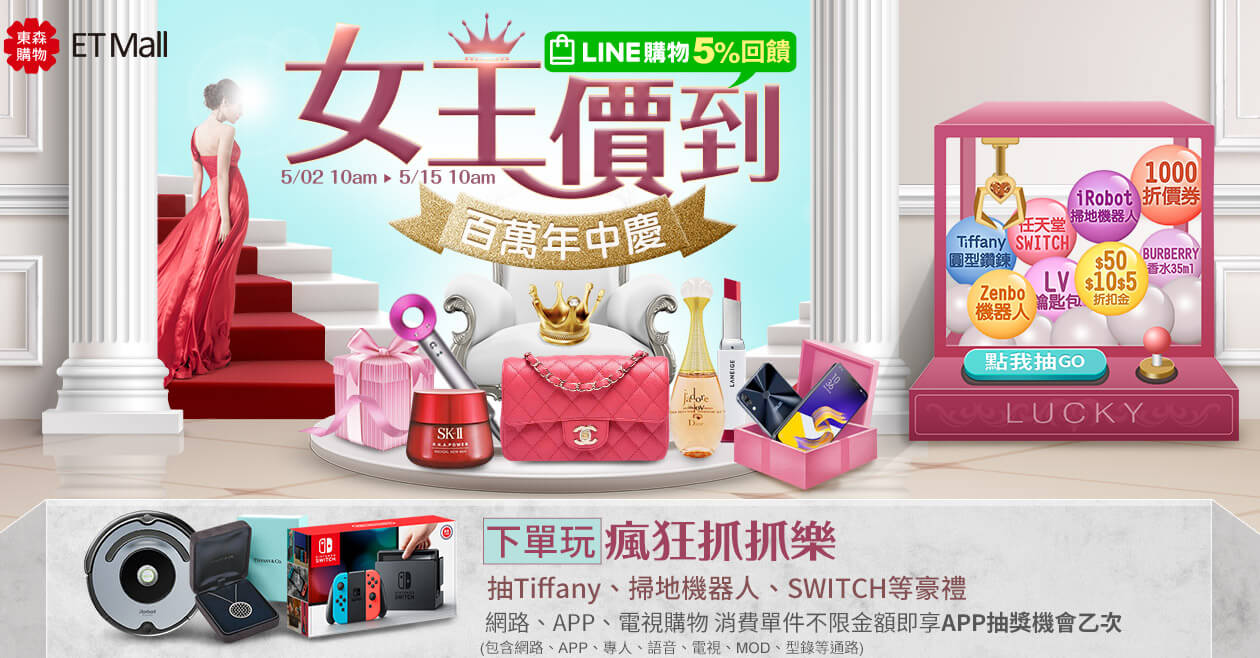 東森
購物
ET Mall
LINE購物5%回饋
女王價到
5/02 10am ▸ 5/15 10am
百萬年中慶
1000
折價券
iRobot
掃地機器人
任天堂
SWITCH
Tiffany
圓型鑽鍊
BURBERRY
香水35ml
$50
$10$5
折扣金
LV
鑰匙包
Zenbo
機器人
點我抽GO
LUCKY
SK-II
R.N.A.POWER
j'adore
Dior
LANEIGE
iRobot
TIFFANY & CO.
NINTENDO
SWITCH
下單玩 瘋狂抓抓樂
抽Tiffany、掃地機器人、SWITCH等豪禮
網路、APP、電視購物 消費單件不限金額即享APP抽獎機會乙次
(包含網路、APP、專人、語音、電視、MOD、型錄等通路)